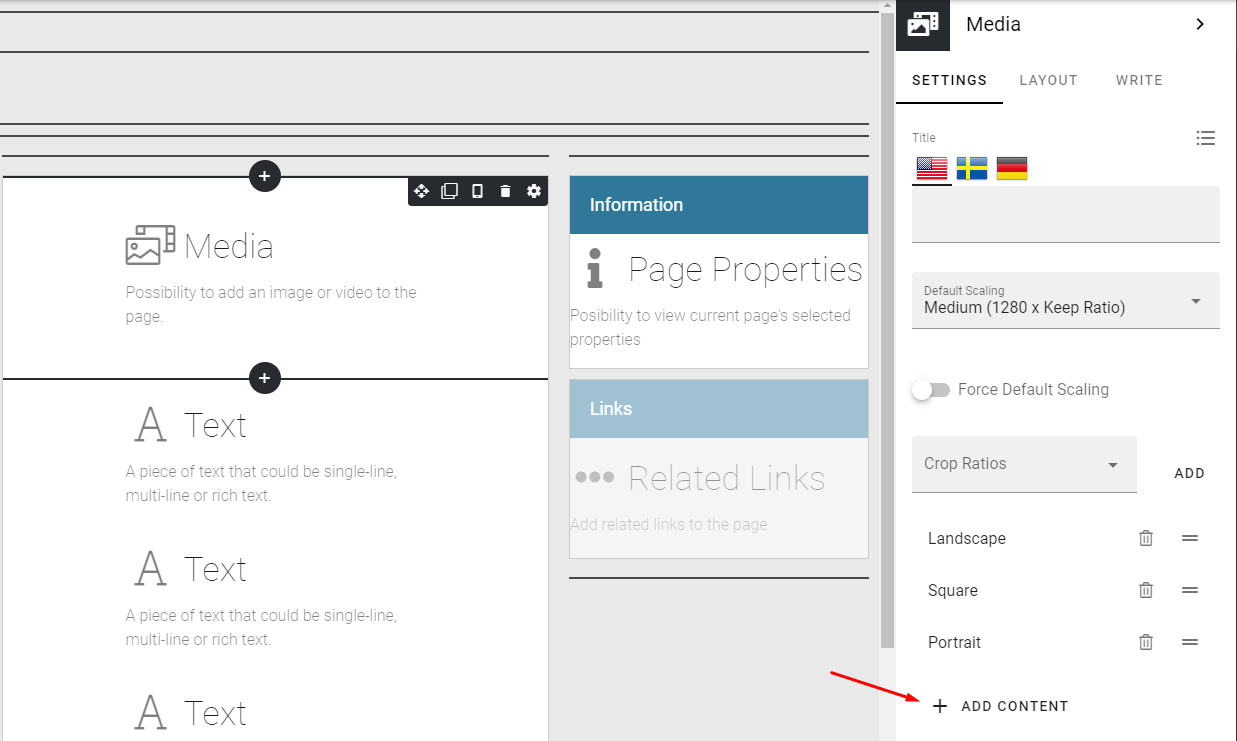 Media
Possibility to add an image or video to the
page.
Text
A piece of text that could be single-line,
multi-line or rich text.
Text
A piece of text that could be single-line,
multi-line or rich text.
Text
Information
Page Properties
Posibility to view current page's selected
properties
Links
Related Links
Add related links to the page
Media
SETTINGS LAYOUT WRITE
Title
Default Scaling
Medium (1280 x Keep Ratio)
Force Default Scaling
Crop Ratios
ADD
Landscape
Square
Portrait
ADD CONTENT